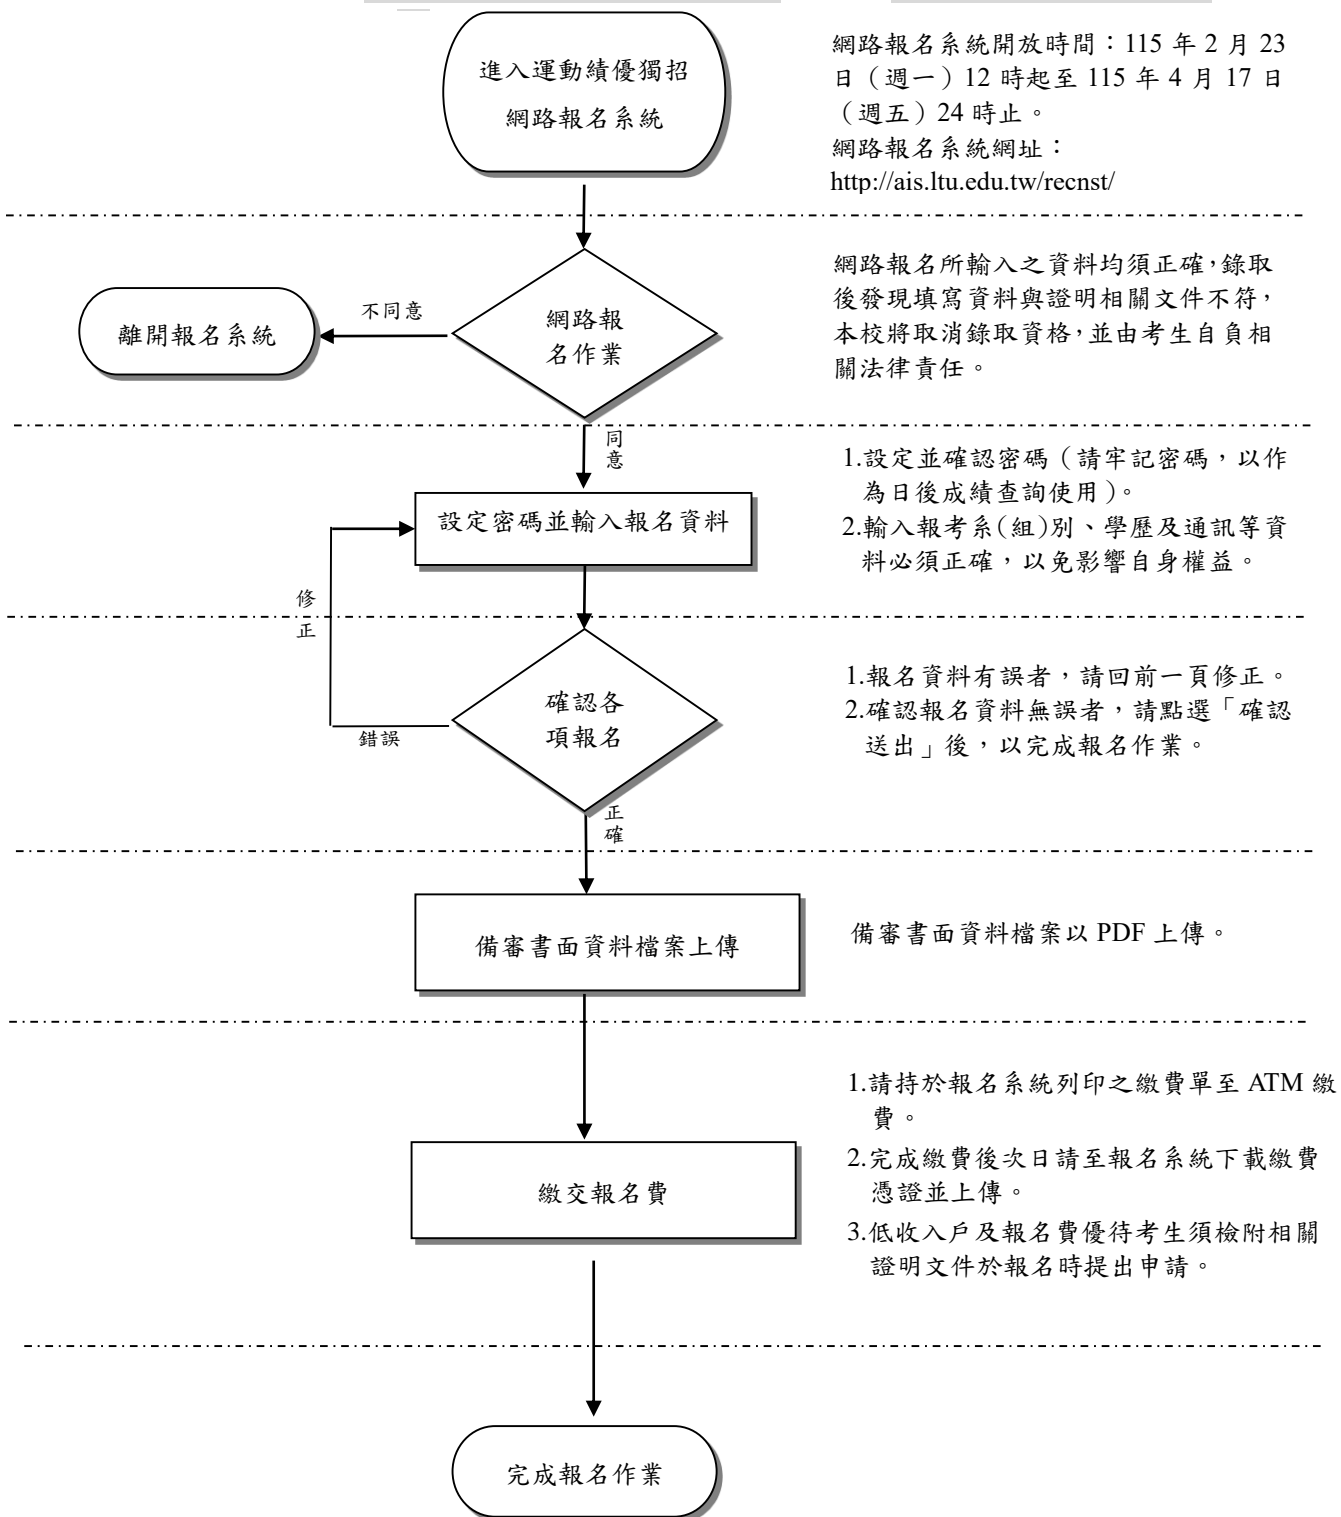 進入運動績優獨招
網路報名系統
網路報名系統開放時間：115 年 2 月 23
日（週一）12 時起至 115 年 4 月 17 日
（週五）24 時止。
網路報名系統網址：
http://ais.ltu.edu.tw/recnst/
離開報名系統
不同意
網路報
名作業
網路報名所輸入之資料均須正確，錄取
後發現填寫資料與證明相關文件不符，
本校將取消錄取資格，並由考生自負相
關法律責任。
同
意
設定密碼並輸入報名資料
1.設定並確認密碼（請牢記密碼，以作
為日後成績查詢使用）。
2.輸入報考系(組)別、學歷及通訊等資
料必須正確，以免影響自身權益。
修
正
確認各
項報名
錯誤
1.報名資料有誤者，請回前一頁修正。
2.確認報名資料無誤者，請點選「確認
送出」後，以完成報名作業。
正
確
備審書面資料檔案上傳
備審書面資料檔案以 PDF 上傳。
繳交報名費
1.請持於報名系統列印之繳費單至 ATM 繳
費。
2.完成繳費後次日請至報名系統下載繳費
憑證並上傳。
3.低收入戶及報名費優待考生須檢附相關
證明文件於報名時提出申請。
完成報名作業